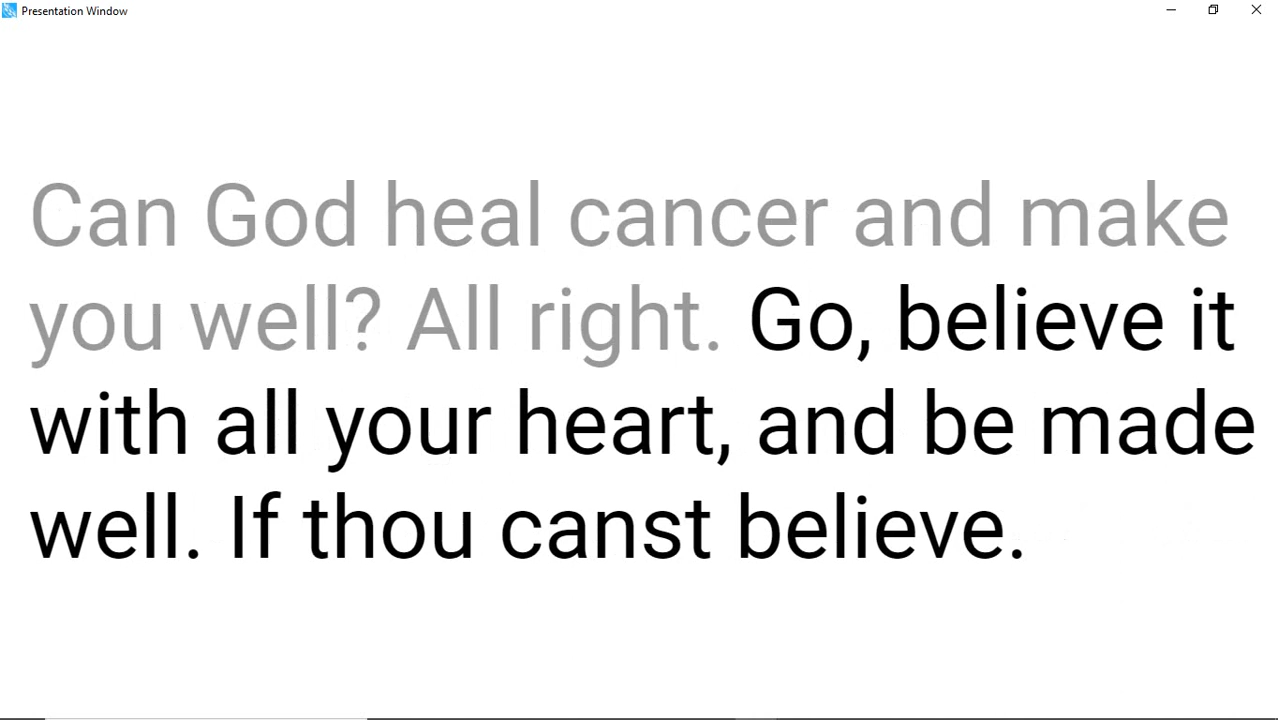 Presentation Window
Can God heal cancer and make
you well? All right. Go, believe it
with all your heart, and be made
well. If thou canst believe.